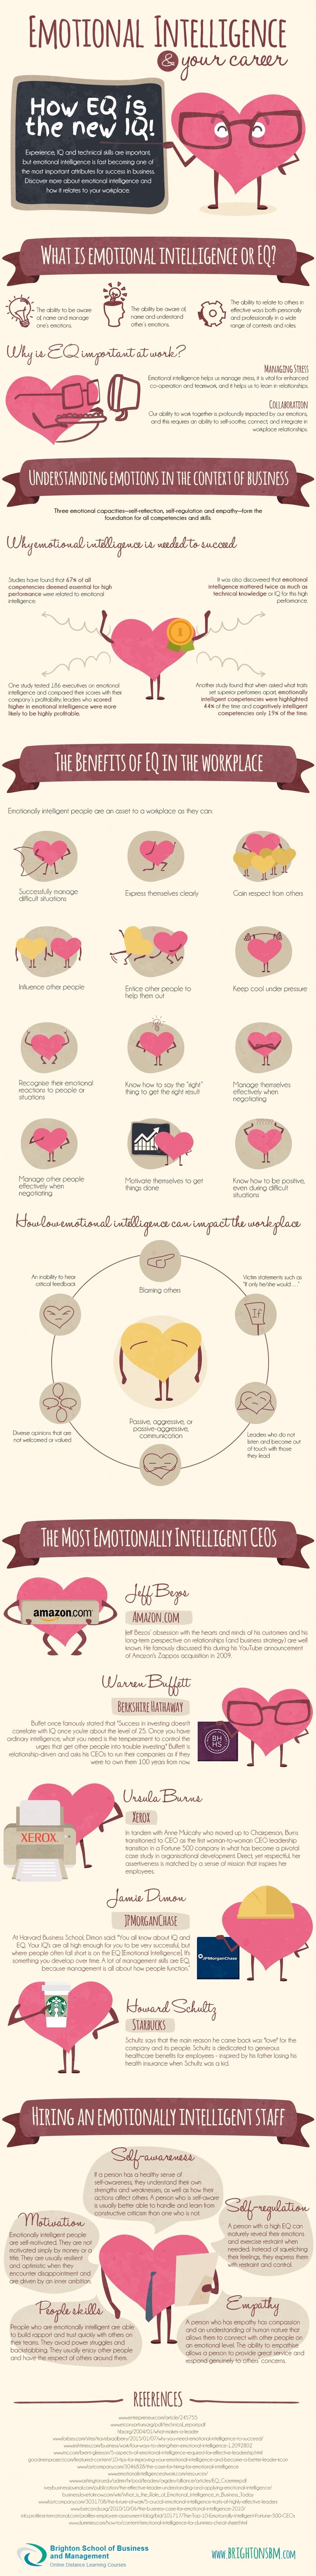 EMOTIONAL INTELLIGENCE
& your career
HOW EQ IS
the new IQ!
Experience, IQ and technical skills are important,
but emotional intelligence is fast becoming one of
the most important attributes for success in business.
Discover more about emotional intelligence and
how it relates to your workplace.
WHAT IS EMOTIONAL INTELLIGENCE OR EQ?
The ability to be aware
of, name and manage
one's emotions.
The ability to be aware of,
name and understand
other's emotions.
The ability to relate to others in
effective ways both personally
and professionally in a wide
range of contexts and roles.
Why is EQ important at work?
MANAGING STRESS
Emotional intelligence helps us manage stress, it is vital for enhanced
co-operation and teamwork, and it helps us to learn in relationships.
COLLABORATION
Our ability to work together is profoundly impacted by our emotions,
and this requires an ability to self-soothe, connect, and integrate in
workplace relationships.
UNDERSTANDING EMOTIONS IN THE CONTEXT OF BUSINESS
Three emotional capacities—self-reflection, self-regulation and empathy—form the
foundation for all competencies and skills.
Why emotional intelligence is needed to succeed
Studies have found that 67% of all
competencies deemed essential for high
performance were related to emotional
intelligence.
It was also discovered that emotional
intelligence mattered twice as much as
technical knowledge or IQ for this high
performance.
One study tested 186 executives on emotional
intelligence and compared their scores with their
company's profitability; leaders who scored
higher in emotional intelligence were more
likely to be highly profitable.
Another study found that when asked what traits
set superior performers apart, emotionally
intelligent competencies were highlighted
44% of the time and cognitively intelligent
competencies only 19% of the time.
THE BENEFITS OF EQ IN THE WORKPLACE
Emotionally intelligent people are an asset to a workplace as they can:
Successfully manage
difficult situations
Express themselves clearly
Gain respect from others
Influence other people
Entice other people to
help them out
Keep cool under pressure
Recognise their emotional
reactions to people or
situations
Know how to say the "right"
thing to get the right result
Manage themselves
effectively when
negotiating
Manage other people
effectively when
negotiating
Motivate themselves to get
things done
Know how to be positive,
even during difficult
situations
How low emotional intelligence can impact the workplace
Blaming others
An inability to hear
critical feedback
Victim statements such as
"If only he/she would . . ."
If
Diverse opinions that are
not welcomed or valued
Passive, aggressive, or
passive-aggressive,
communication
Leaders who do not
listen and become out
of touch with those
they lead
THE MOST EMOTIONALLY INTELLIGENT CEOS
amazon.com
Jeff Bezos
AMAZON.COM
Jeff Bezos' obsession with the hearts and minds of his customers and his
long-term perspective on relationships (and business strategy) are well
known. He famously discussed this during his YouTube announcement
of Amazon's Zappos acquisition in 2009.
Warren Buffett
BERKSHIRE HATHAWAY
Buffet once famously stated that "Success in investing doesn't
correlate with IQ once you're about the level of 25. Once you have
ordinary intelligence, what you need is the temperament to control the
urges that get other people into trouble investing." Buffett is
relationship-driven and asks his CEOs to run their companies as if they
were to own them 100 years from now.
BH
HS
Ursula Burns
XEROX
XEROX
In tandem with Anne Mulcahy who moved up to Chairperson, Burns
transitioned to CEO as the first woman-to-woman CEO leadership
transition in a Fortune 500 company in what has become a pivotal
case study in organisational development. Direct, yet respectful, her
assertiveness is matched by a sense of mission that inspires her
employees.
Jamie Dimon
JPMORGANCHASE
At Harvard Business School, Dimon said: "You all know about IQ and
EQ. Your IQ's are all high enough for you to be very successful, but
where people often fall short is on the EQ [Emotional Intelligence]. It's
something you develop over time. A lot of management skills are EQ,
because management is all about how people function."
JPMorganChase
Howard Schultz
STARBUCKS
Schultz says that the main reason he came back was "love" for the
company and its people. Schultz is dedicated to generous
healthcare benefits for employees - inspired by his father losing his
health insurance when Schultz was a kid.
HIRING AN EMOTIONALLY INTELLIGENT STAFF
Self-awareness
If a person has a healthy sense of
self-awareness, they understand their own
strengths and weaknesses, as well as how their
actions affect others. A person who is self-aware
is usually better able to handle and learn from
constructive criticism than one who is not.
Motivation
Emotionally intelligent people
are self-motivated. They are not
motivated simply by money or a
title. They are usually resilient
and optimistic when they
encounter disappointment and
are driven by an inner ambition.
Self-regulation
A person with a high EQ can
maturely reveal their emotions
and exercise restraint when
needed. Instead of squelching
their feelings, they express them
with restraint and control.
People skills
People who are emotionally intelligent are able
to build rapport and trust quickly with others on
their teams. They avoid power struggles and
backstabbing. They usually enjoy other people
and have the respect of others around them.
Empathy
A person who has empathy has compassion
and an understanding of human nature that
allows them to connect with other people on
an emotional level. The ability to empathise
allows a person to provide great service and
respond genuinely to others' concerns.
REFERENCES
www.entrepreneur.com/article/245755
Brighton School of Business
and Management
Online Distance Learning Courses
WWW.BRIGHTONSBM.COM